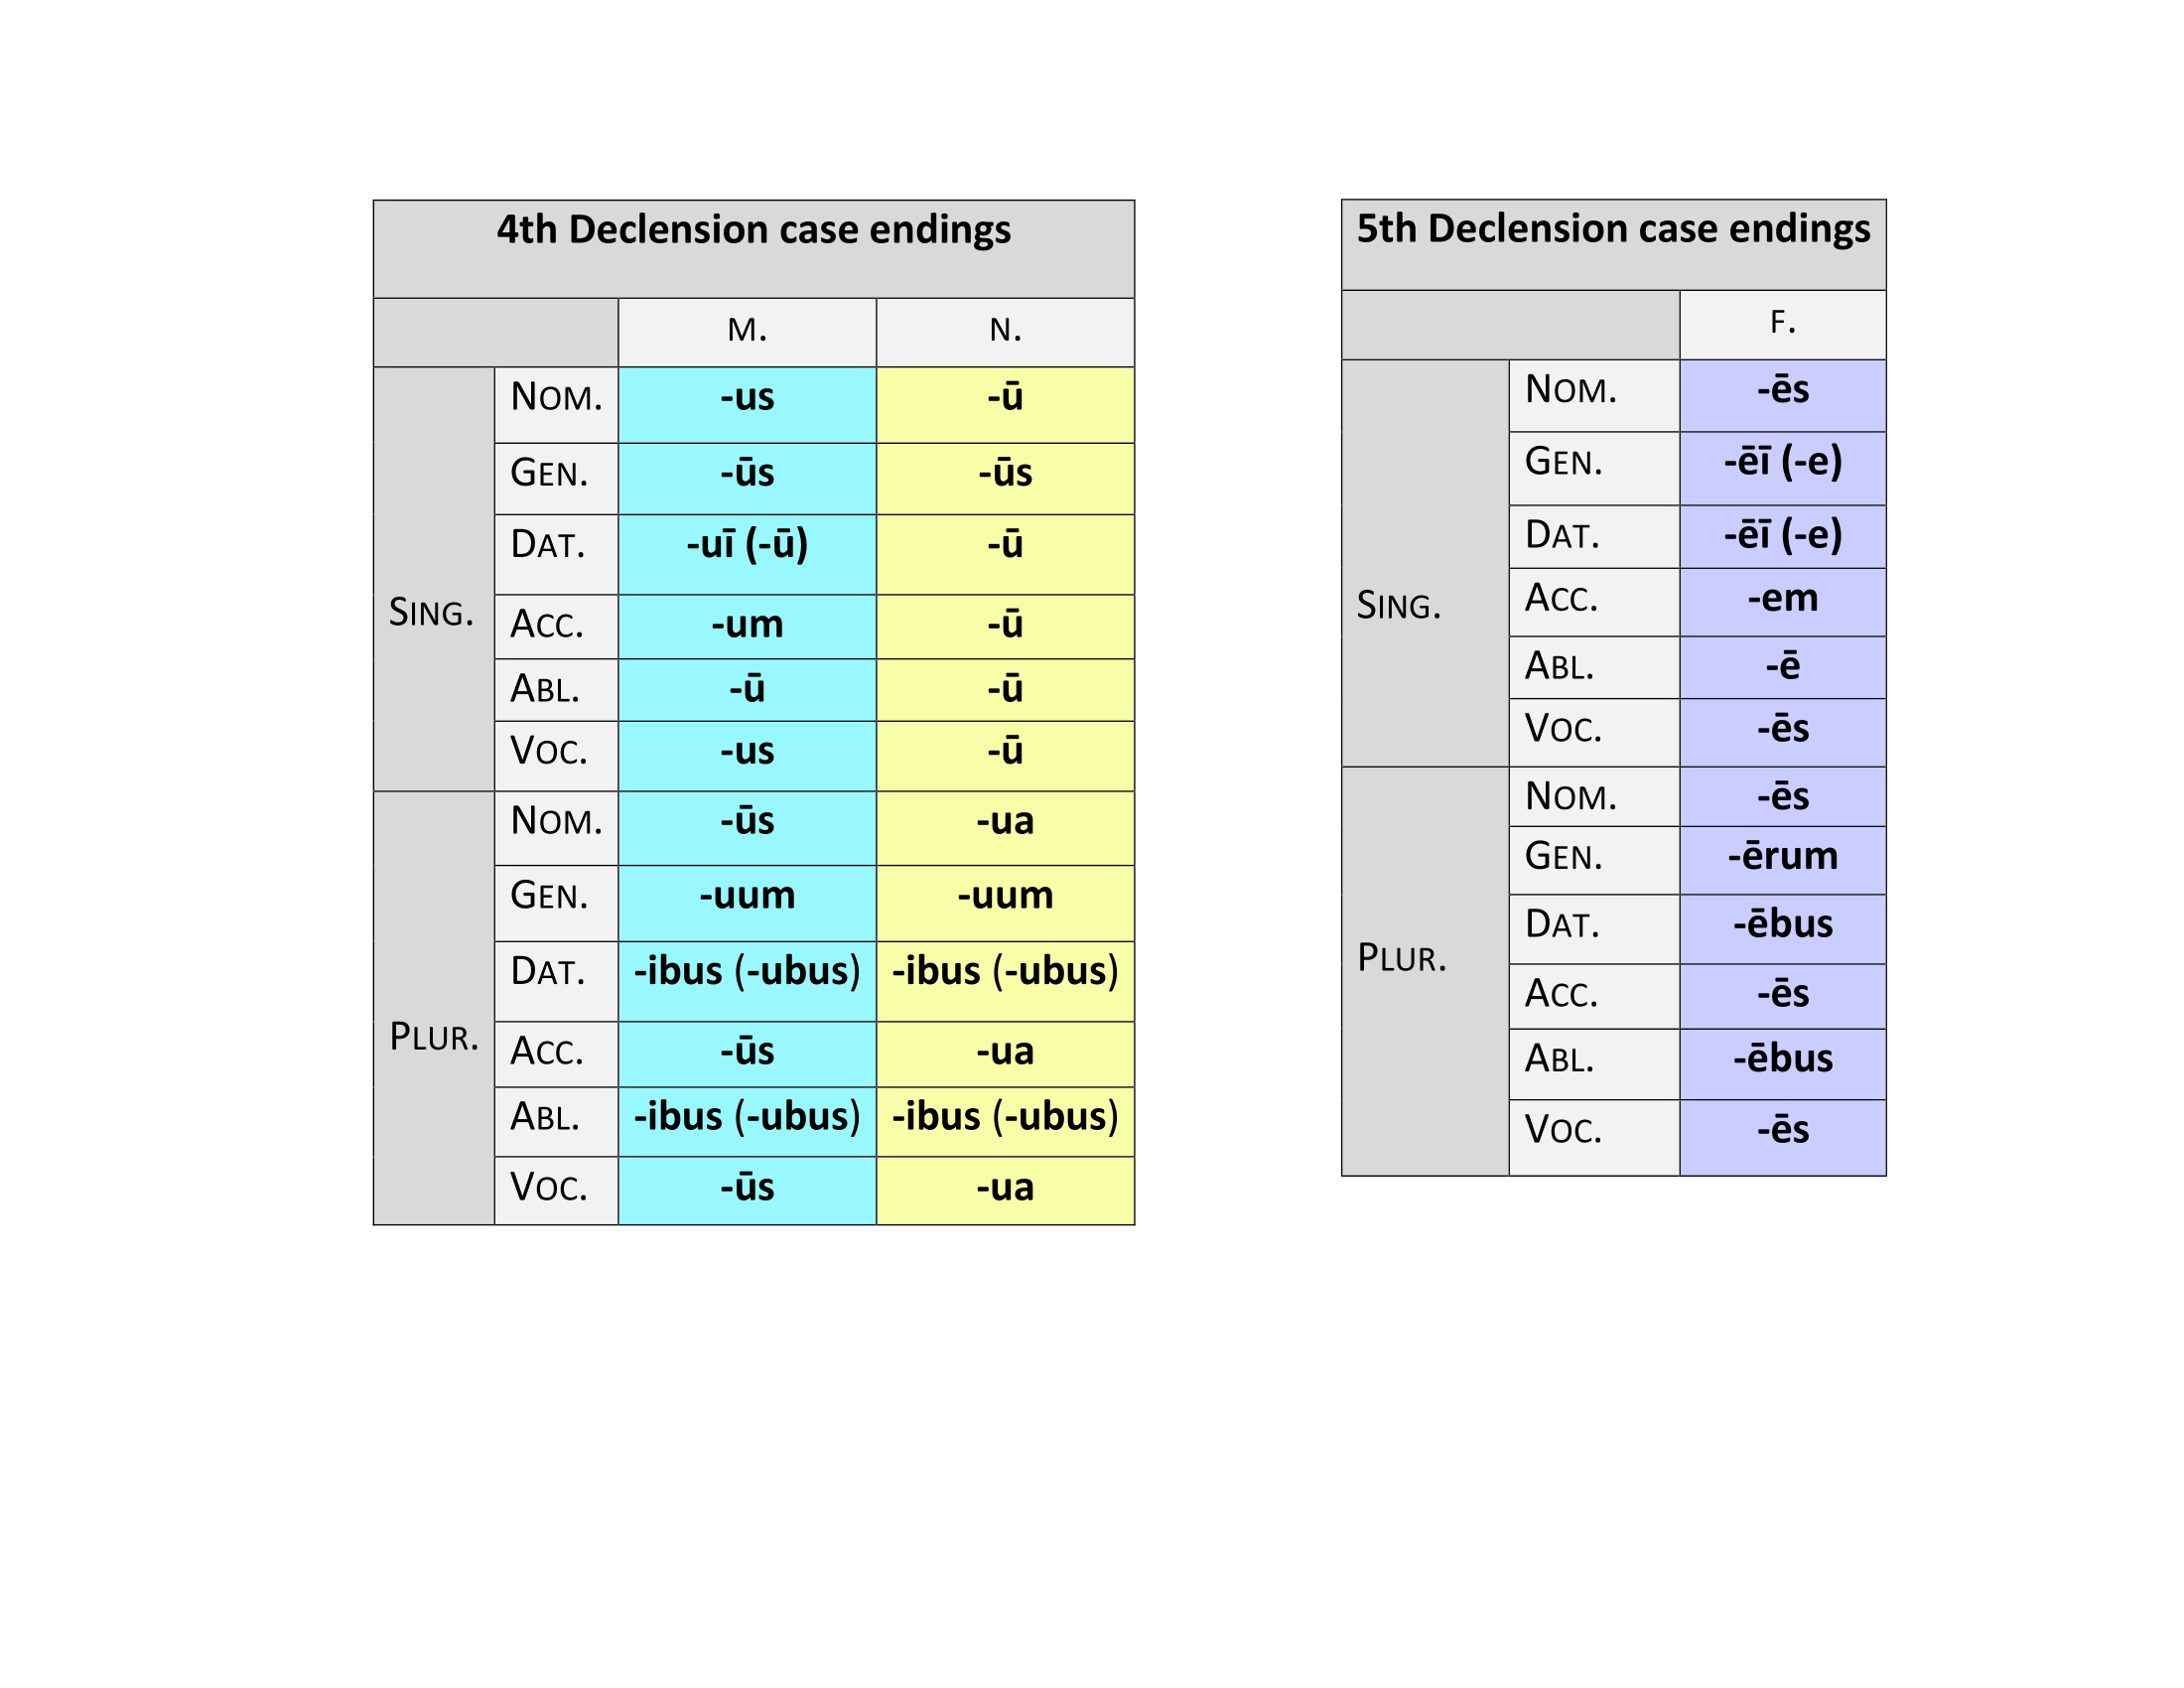 4th Declension case endings
M. N.
SING.
NOM. -us -ū
GEN. -ūs -ūs
DAT. -uī (-ū) -ū
ACC. -um -ū
ABL. -ū -ū
VOC. -us -ū
PLUR.
NOM. -ūs -ua
GEN. -uum -uum
DAT. -ibus (-ubus) -ibus (-ubus)
ACC. -ūs -ua
ABL. -ibus (-ubus) -ibus (-ubus)
VOC. -ūs -ua
5th Declension case endings
F.
SING.
NOM. -ēs
GEN. -ēī (-e)
DAT. -ēī (-e)
ACC. -em
ABL. -ē
VOC. -ēs
PLUR.
NOM. -ēs
GEN. -ērum
DAT. -ēbus
ACC. -ēs
ABL. -ēbus
VOC. -ēs